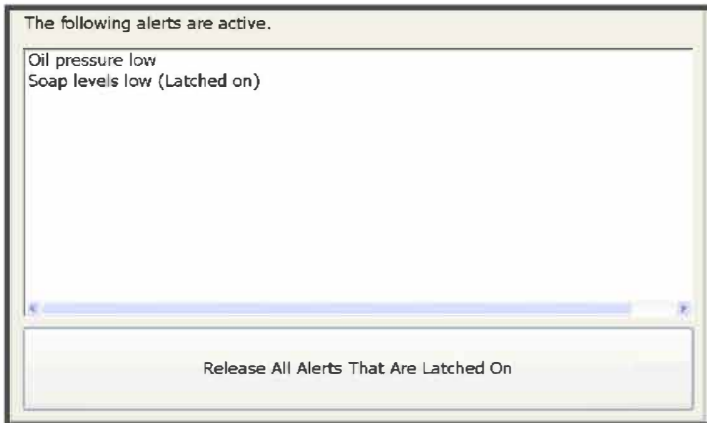 The following alerts are active.
Oil pressure low
Soap levels low (Latched on)
Release All Alerts That Are Latched On